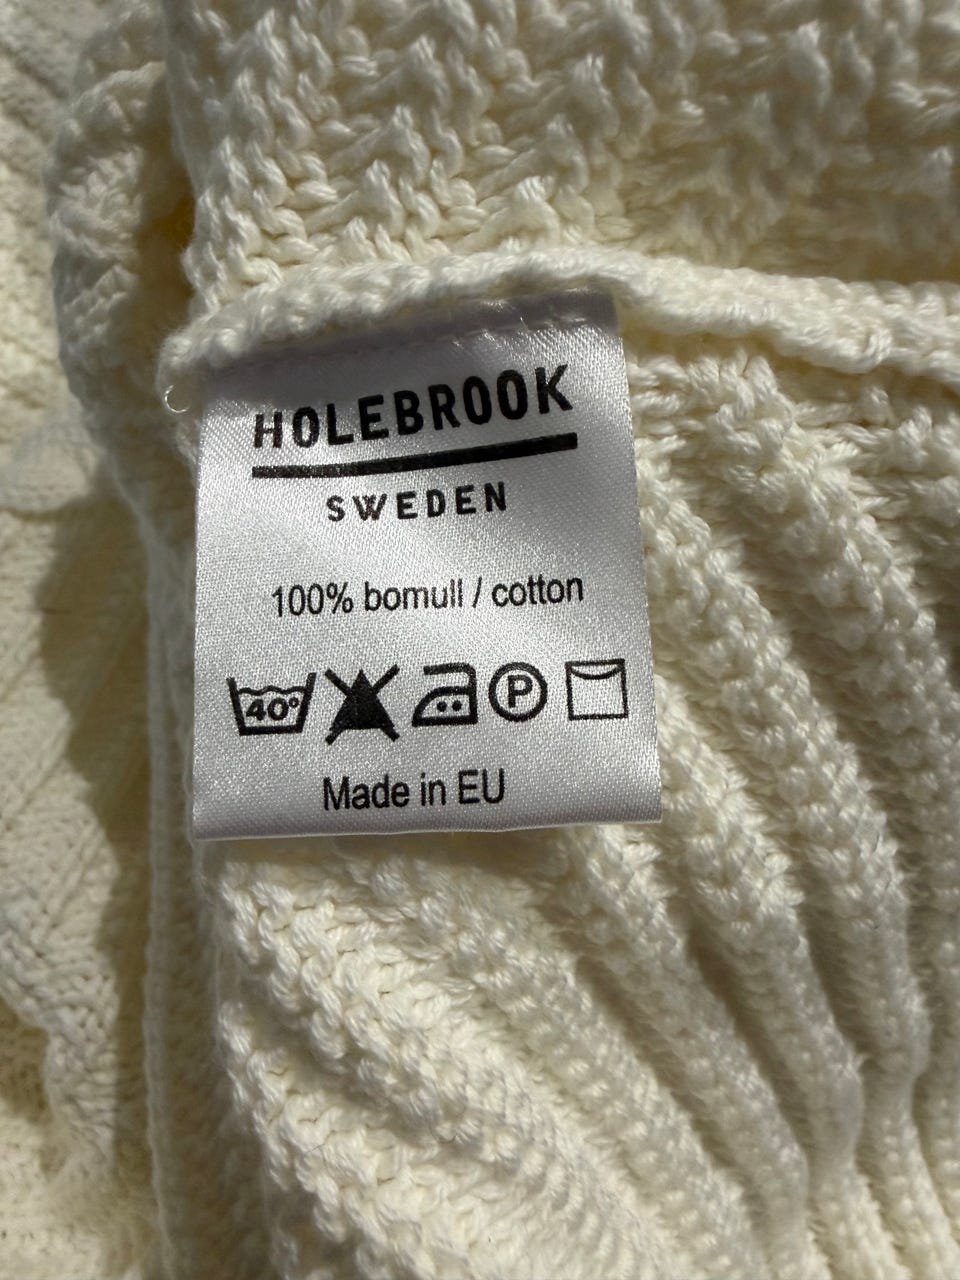 HOLEBROOK
SWEDEN
100% bomull / cotton
40° P
Made in EU